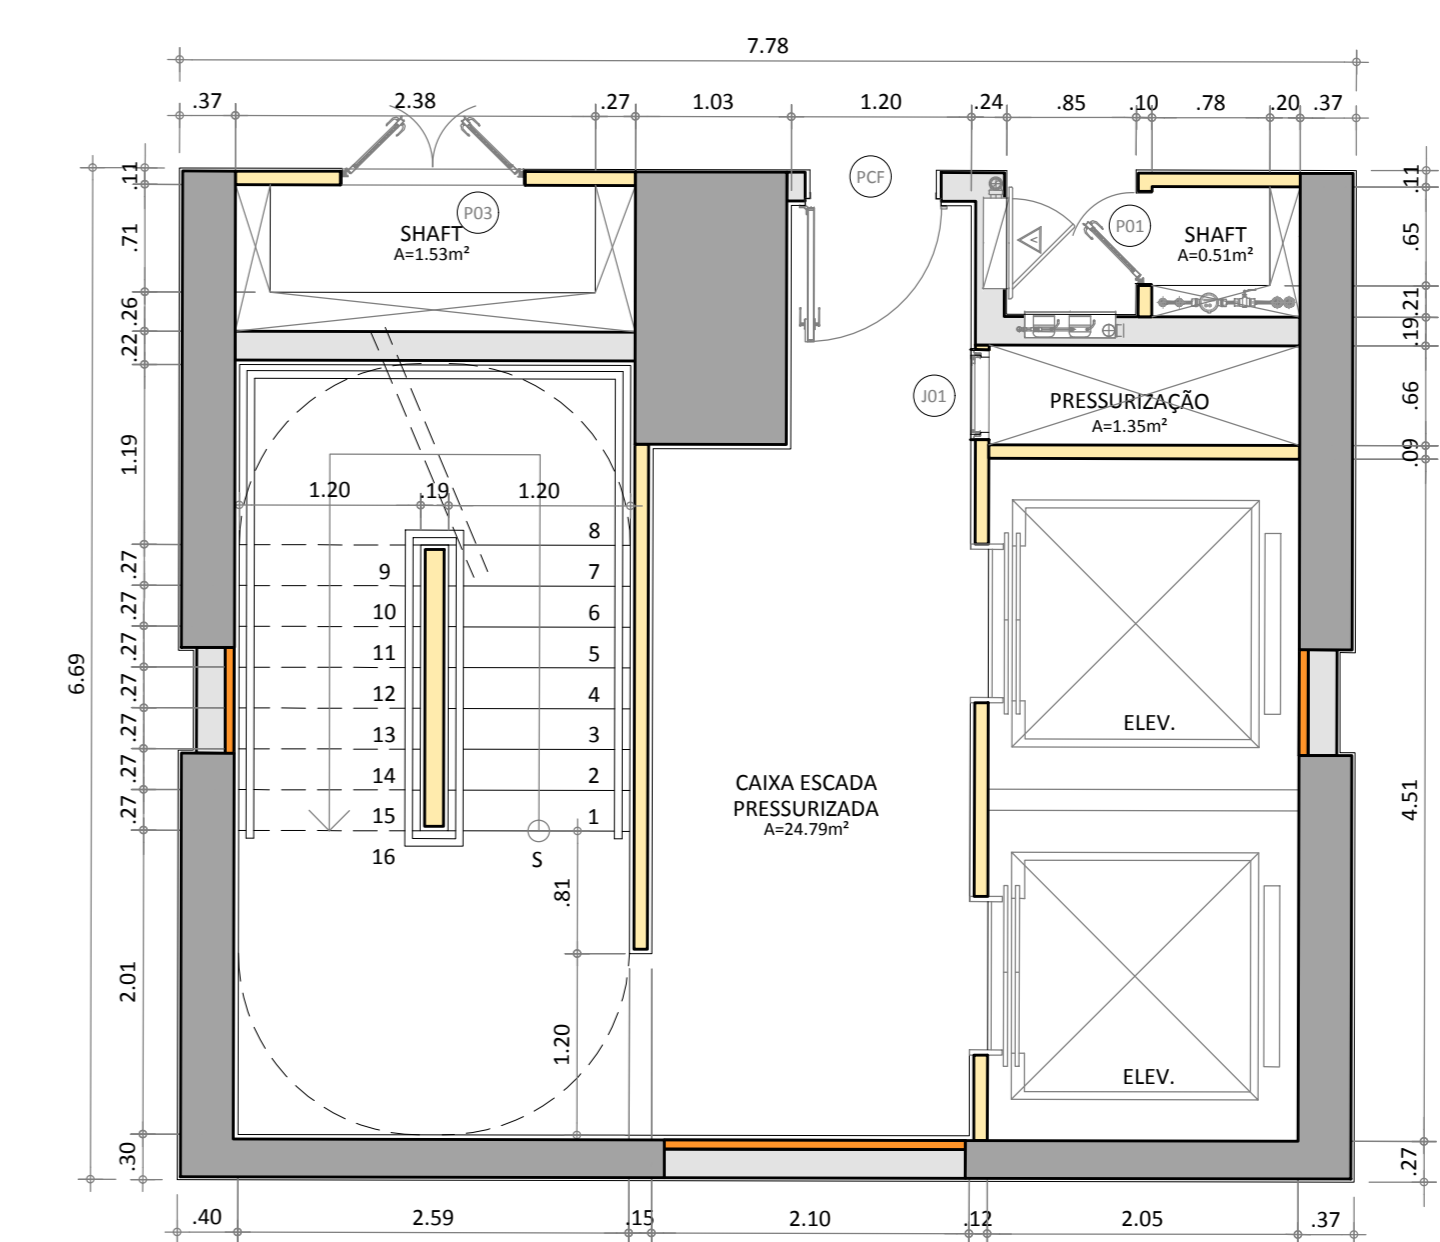 7.78
.37 2.38 .27 1.03 1.20 .24 .85 .10 .78 .20 .37
.11
.71
.26
.22
1.19
.27
.27
.27
.27
.27
.27
.27
2.01
.30
6.69
P03
SHAFT
A=1.53m²
PCF
P01
SHAFT
A=0.51m²
V
J01
PRESSURIZAÇÃO
A=1.35m²
.11
.65
.21
.19
.66
.09
4.51
.27
1.20 .19 1.20
8
9 7
10 6
11 5
12 4
13 3
14 2
15 1
16 S
.81
1.20
CAIXA ESCADA
PRESSURIZADA
A=24.79m²
ELEV.
ELEV.
.40 2.59 .15 2.10 .12 2.05 .37